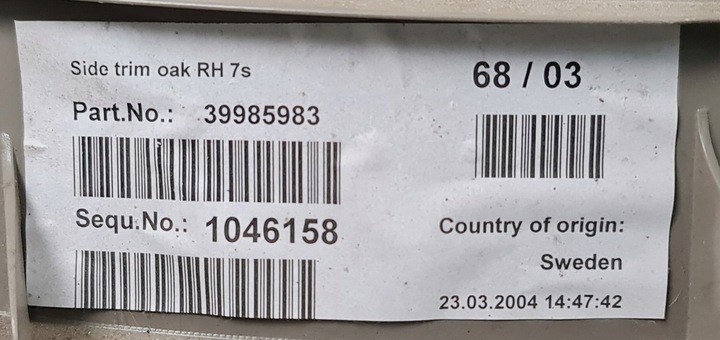 Side trim oak RH 7s
68 / 03
Part.No.: 39985983
Sequ.No.: 1046158
Country of origin:
Sweden
23.03.2004 14:47:42